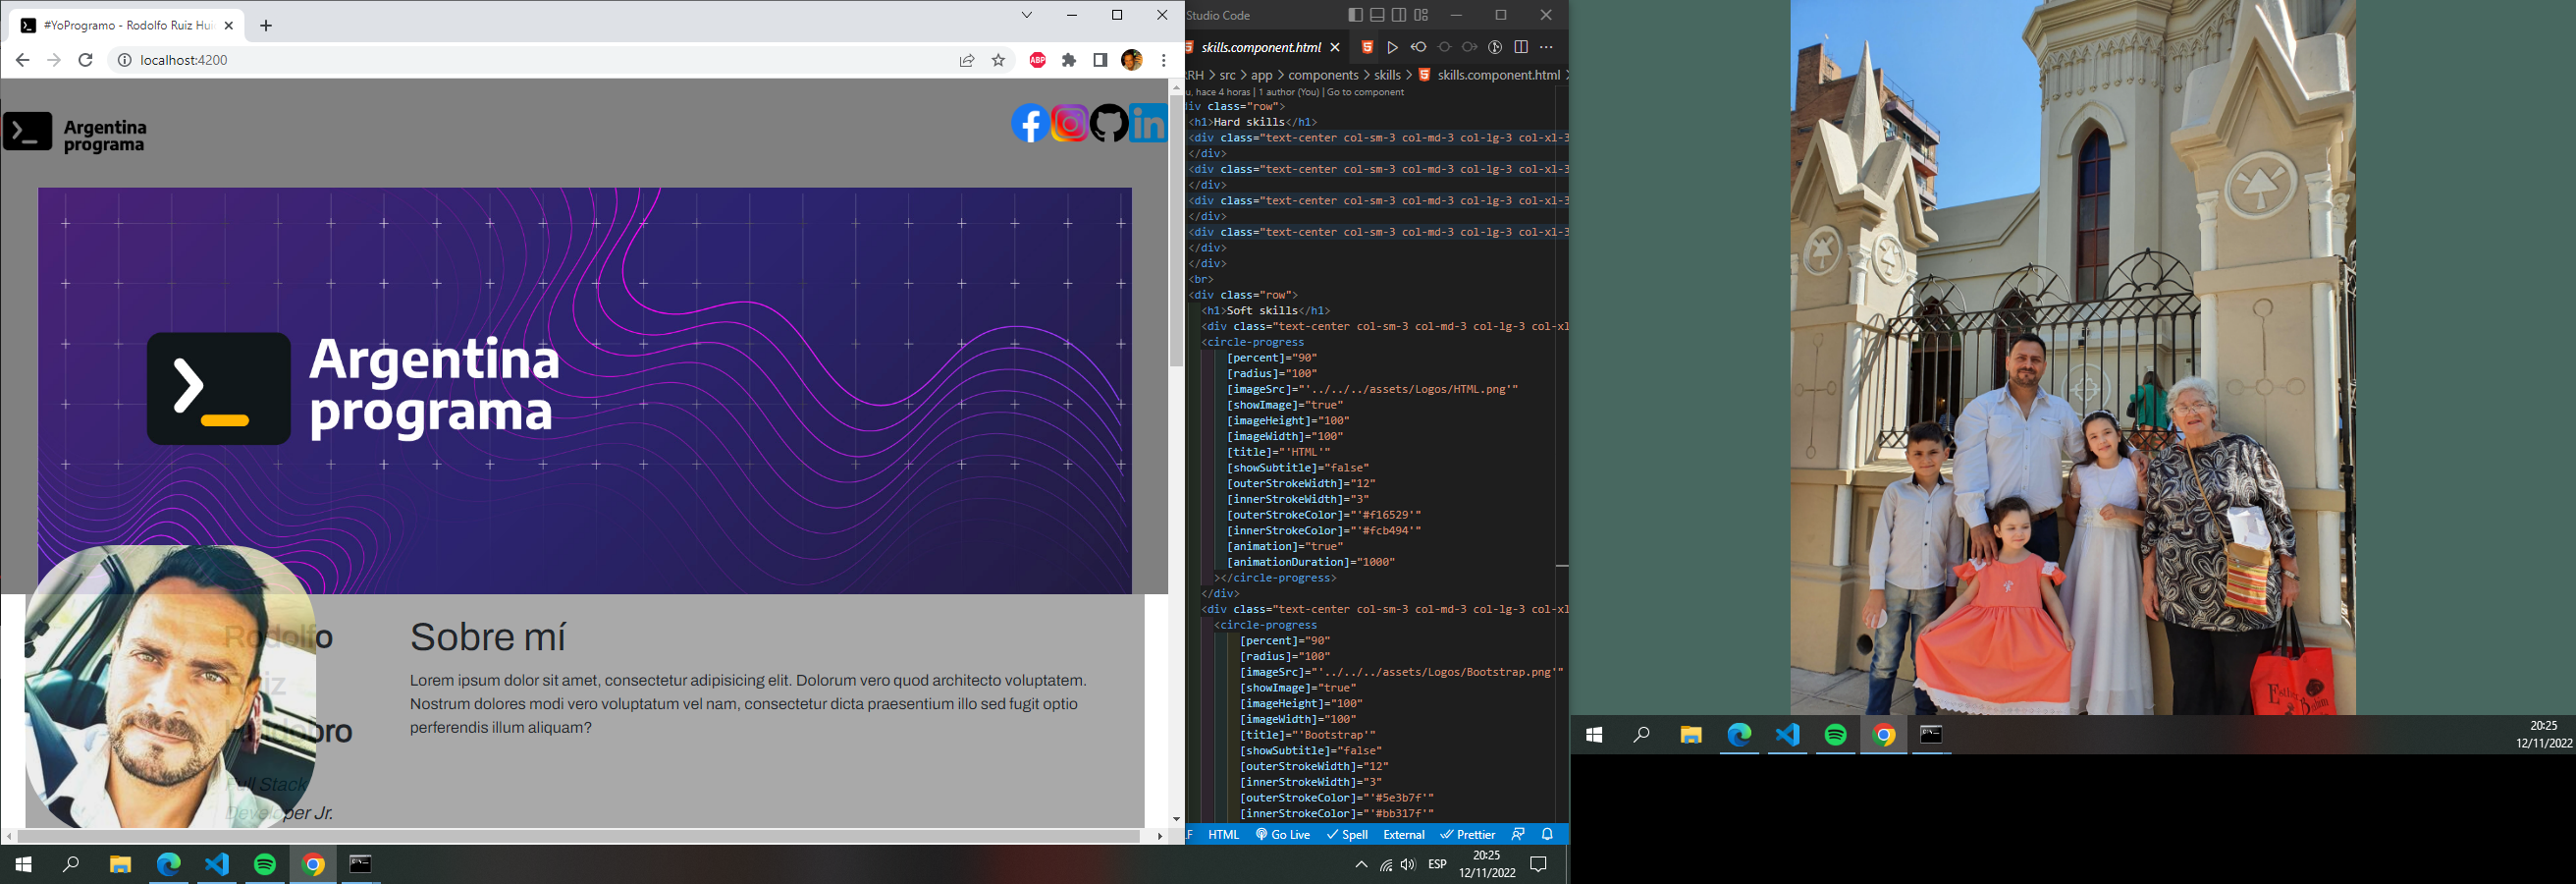 #YoProgramo - Rodolfo Ruiz Hui
localhost:4200
ABP
Argentina
programa
Argentina
programa
Rodolfo
Ruiz
Full Stack
Developer Jr.
Sobre mí
Lorem ipsum dolor sit amet, consectetur adipisicing elit. Dolorum vero quod architecto voluptatem.
Nostrum dolores modi vero voluptatum vel nam, consectetur dicta praesentium illo sed fugit optio
perferendis illum aliquam?
Studio Code
skills.component.html
RH > src > app > components > skills > skills.component.html
u, hace 4 horas | 1 author (You) | Go to component
div class="row">
<h1>Hard skills</h1>
<div class="text-center col-sm-3 col-md-3 col-lg-3 col-xl-3
</div>
<div class="text-center col-sm-3 col-md-3 col-lg-3 col-xl-3
</div>
<div class="text-center col-sm-3 col-md-3 col-lg-3 col-xl-3
</div>
<div class="text-center col-sm-3 col-md-3 col-lg-3 col-xl-3
</div>
</div>
<br>
<div class="row">
<h1>Soft skills</h1>
<div class="text-center col-sm-3 col-md-3 col-lg-3 col-xl
<circle-progress
[percent]="90"
[radius]="100"
[imageSrc]="'../../../assets/Logos/HTML.png'"
[showImage]="true"
[imageHeight]="100"
[imageWidth]="100"
[title]="'HTML'"
[showSubtitle]="false"
[outerStrokeWidth]="12"
[innerStrokeWidth]="3"
[outerStrokeColor]="'#f16529'"
[innerStrokeColor]="'#fcb494'"
[animation]="true"
[animationDuration]="1000"
></circle-progress>
</div>
<div class="text-center col-sm-3 col-md-3 col-lg-3 col-xl
<circle-progress
[percent]="90"
[radius]="100"
[imageSrc]="'../../../assets/Logos/Bootstrap.png'"
[showImage]="true"
[imageHeight]="100"
[imageWidth]="100"
[title]="'Bootstrap'"
[showSubtitle]="false"
[outerStrokeWidth]="12"
[innerStrokeWidth]="3"
[outerStrokeColor]="'#5e3b7f'"
[innerStrokeColor]="'#bb317f'"
LF HTML Go Live Spell External Prettier
ESP
20:25
12/11/2022
20:25
12/11/2022